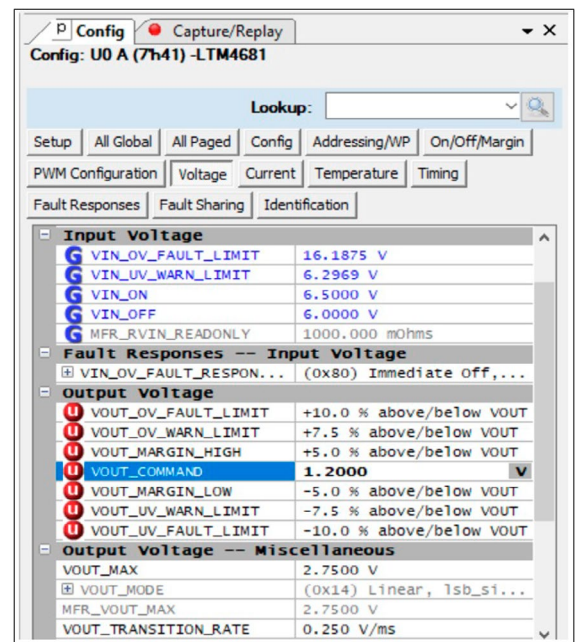 p Config Capture/Replay
Config: U0 A (7h41) -LTM4681
Lookup:
Setup All Global All Paged Config Addressing/WP On/Off/Margin
PWM Configuration Voltage Current Temperature Timing
Fault Responses Fault Sharing Identification
Input Voltage
G VIN_OV_FAULT_LIMIT 16.1875 V
G VIN_UV_WARN_LIMIT 6.2969 V
G VIN_ON 6.5000 V
G VIN_OFF 6.0000 V
G MFR_RVIN_READONLY 1000.000 mOhms
Fault Responses -- Input Voltage
VIN_OV_FAULT_RESPON... (0x80) Immediate Off,...
Output Voltage
U VOUT_OV_FAULT_LIMIT +10.0 % above/below VOUT
U VOUT_OV_WARN_LIMIT +7.5 % above/below VOUT
U VOUT_MARGIN_HIGH +5.0 % above/below VOUT
U VOUT_COMMAND 1.2000 V
U VOUT_MARGIN_LOW -5.0 % above/below VOUT
U VOUT_UV_WARN_LIMIT -7.5 % above/below VOUT
U VOUT_UV_FAULT_LIMIT -10.0 % above/below VOUT
Output Voltage -- Miscellaneous
VOUT_MAX 2.7500 V
VOUT_MODE (0x14) Linear, lsb_si...
MFR_VOUT_MAX 2.7500 V
VOUT_TRANSITION_RATE 0.250 V/ms